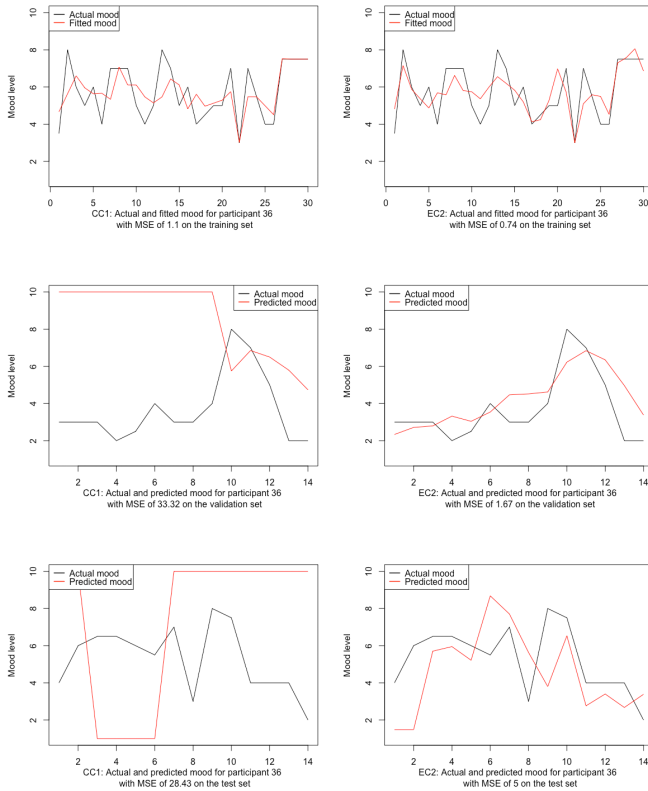 10
8
6
4
2
Mood level
Actual mood
Fitted mood
0 5 10 15 20 25 30
CC1: Actual and fitted mood for participant 36
with MSE of 1.1 on the training set
10
8
6
4
2
Mood level
Actual mood
Fitted mood
0 5 10 15 20 25 30
EC2: Actual and fitted mood for participant 36
with MSE of 0.74 on the training set
10
8
6
4
2
Mood level
Actual mood
Predicted mood
2 4 6 8 10 12 14
CC1: Actual and predicted mood for participant 36
with MSE of 33.32 on the validation set
10
8
6
4
2
Mood level
Actual mood
Predicted mood
2 4 6 8 10 12 14
EC2: Actual and predicted mood for participant 36
with MSE of 1.67 on the validation set
10
8
6
4
2
Mood level
Actual mood
Predicted mood
2 4 6 8 10 12 14
CC1: Actual and predicted mood for participant 36
with MSE of 28.43 on the test set
10
8
6
4
2
Mood level
Actual mood
Predicted mood
2 4 6 8 10 12 14
EC2: Actual and predicted mood for participant 36
with MSE of 5 on the test set